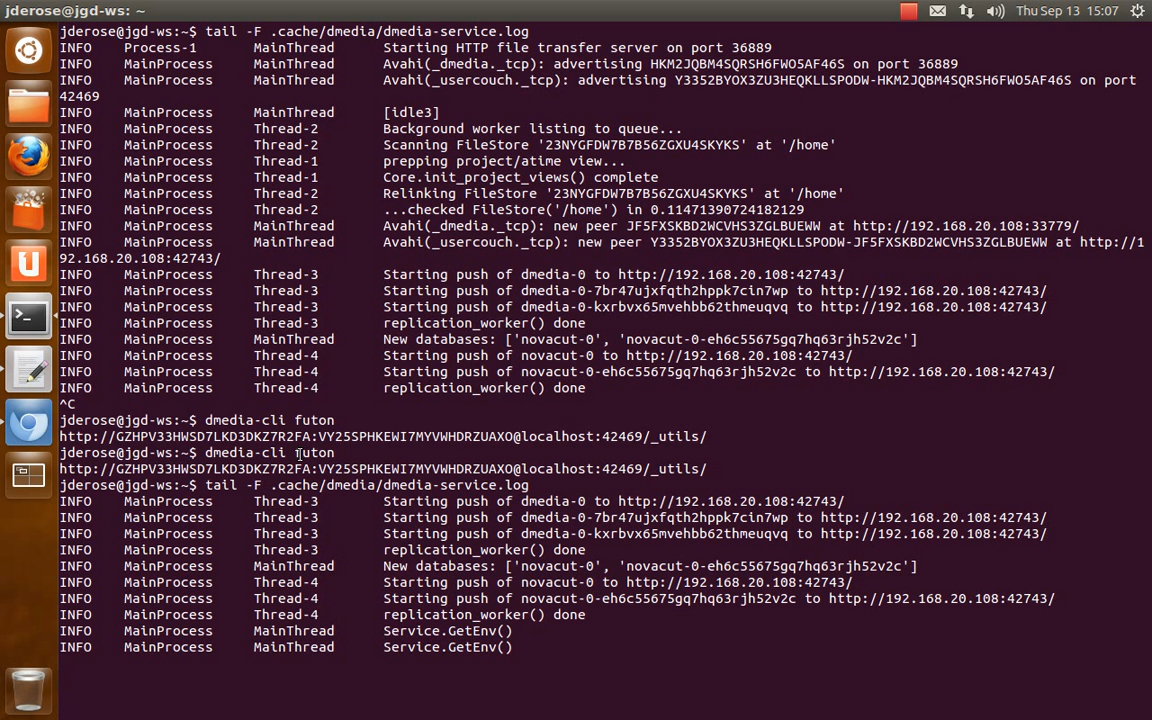 jderose@jgd-ws: ~
Thu Sep 13 15:07
jderose@jgd-ws:~$ tail -F .cache/dmedia/dmedia-service.log
INFO Process-1 MainThread Starting HTTP file transfer server on port 36889
INFO MainProcess MainThread Avahi(_dmedia._tcp): advertising HKM2JQBM4SQRSH6FWO5AF46S on port 36889
INFO MainProcess MainThread Avahi(_usercouch._tcp): advertising Y3352BYOX3ZU3HEQKLLSPODW-HKM2JQBM4SQRSH6FWO5AF46S on port
42469
INFO MainProcess MainThread [idle3]
INFO MainProcess Thread-2 Background worker listing to queue...
INFO MainProcess Thread-2 Scanning FileStore '23NYGFDW7B7B56ZGXU4SKYKS' at '/home'
INFO MainProcess Thread-1 prepping project/atime view...
INFO MainProcess Thread-1 Core.init_project_views() complete
INFO MainProcess Thread-2 Relinking FileStore '23NYGFDW7B7B56ZGXU4SKYKS' at '/home'
INFO MainProcess Thread-2 ...checked FileStore('/home') in 0.11471390724182129
INFO MainProcess MainThread Avahi(_dmedia._tcp): new peer JF5FXSKBD2WCVHS3ZGLBUEWW at http://192.168.20.108:33779/
INFO MainProcess MainThread Avahi(_usercouch._tcp): new peer Y3352BYOX3ZU3HEQKLLSPODW-JF5FXSKBD2WCVHS3ZGLBUEWW at http://1
92.168.20.108:42743/
INFO MainProcess Thread-3 Starting push of dmedia-0 to http://192.168.20.108:42743/
INFO MainProcess Thread-3 Starting push of dmedia-0-7br47ujxfqth2hppk7cin7wp to http://192.168.20.108:42743/
INFO MainProcess Thread-3 Starting push of dmedia-0-kxrbvx65mvehbb62thmeuqvq to http://192.168.20.108:42743/
INFO MainProcess Thread-3 replication_worker() done
INFO MainProcess MainThread New databases: ['novacut-0', 'novacut-0-eh6c55675gq7hq63rjh52v2c']
INFO MainProcess Thread-4 Starting push of novacut-0 to http://192.168.20.108:42743/
INFO MainProcess Thread-4 Starting push of novacut-0-eh6c55675gq7hq63rjh52v2c to http://192.168.20.108:42743/
INFO MainProcess Thread-4 replication_worker() done
^C
jderose@jgd-ws:~$ dmedia-cli futon
http://GZHPV33HWSD7LKD3DKZ7R2FA:VY25SPHKEWI7MYVWHDRZUAXO@localhost:42469/_utils/
jderose@jgd-ws:~$ dmedia-cli futon
http://GZHPV33HWSD7LKD3DKZ7R2FA:VY25SPHKEWI7MYVWHDRZUAXO@localhost:42469/_utils/
jderose@jgd-ws:~$ tail -F .cache/dmedia/dmedia-service.log
INFO MainProcess Thread-3 Starting push of dmedia-0 to http://192.168.20.108:42743/
INFO MainProcess Thread-3 Starting push of dmedia-0-7br47ujxfqth2hppk7cin7wp to http://192.168.20.108:42743/
INFO MainProcess Thread-3 Starting push of dmedia-0-kxrbvx65mvehbb62thmeuqvq to http://192.168.20.108:42743/
INFO MainProcess Thread-3 replication_worker() done
INFO MainProcess MainThread New databases: ['novacut-0', 'novacut-0-eh6c55675gq7hq63rjh52v2c']
INFO MainProcess Thread-4 Starting push of novacut-0 to http://192.168.20.108:42743/
INFO MainProcess Thread-4 Starting push of novacut-0-eh6c55675gq7hq63rjh52v2c to http://192.168.20.108:42743/
INFO MainProcess Thread-4 replication_worker() done
INFO MainProcess MainThread Service.GetEnv()
INFO MainProcess MainThread Service.GetEnv()